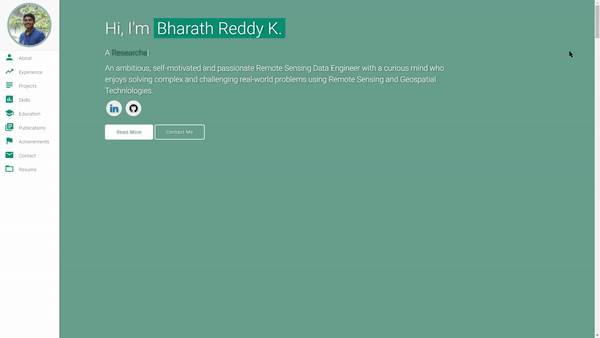 Hi, I'm Bharath Reddy K.
A Researche
An ambitious, self-motivated and passionate Remote Sensing Data Engineer with a curious mind who
enjoys solving complex and challenging real-world problems using Remote Sensing and Geospatial
Technlologies.
Read More
Contact Me
About
Experience
Projects
Skills
Education
Publications
Achievements
Contact
Resume